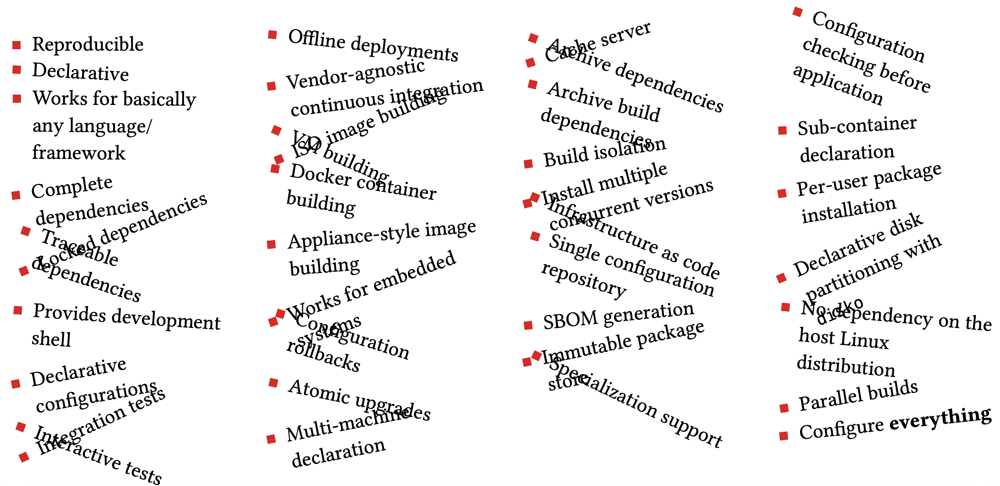 Reproducible
Declarative
Works for basically
any language/
framework
Complete
dependencies
Traceable
dependencies
Locked dependencies
Provides development
shell
Declarative
configurations
Interactive tests
Integration tests
Offline deployments
Vendor-agnostic
continuous integration
VM building
ISO image building
Docker container
building
Appliance-style image
building
Configuration
rollbacks
Works for embedded
systems
Atomic upgrades
Multi-machine
declaration
Archive dependencies
Cache server
Archive build
dependencies
Build isolation
Infrastructure as code
Install multiple
concurrent versions
Single configuration
repository
SBOM generation
Specialization support
Immutable package
store
Configuration
checking before
application
Sub-container
declaration
Per-user package
installation
Declarative disk
partitioning with
disko
No dependency on the
host Linux
distribution
Parallel builds
Configure everything